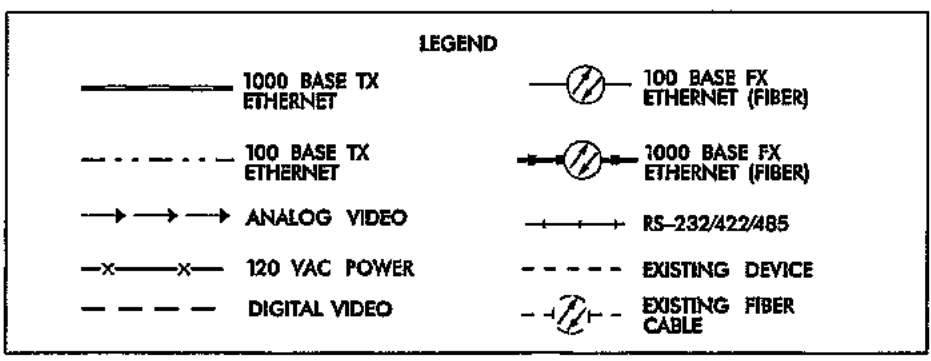 LEGEND
1000 BASE TX
ETHERNET
100 BASE TX
ETHERNET
ANALOG VIDEO
120 VAC POWER
DIGITAL VIDEO
100 BASE FX
ETHERNET (FIBER)
1000 BASE FX
ETHERNET (FIBER)
RS-232/422/485
EXISTING DEVICE
EXISTING FIBER
CABLE